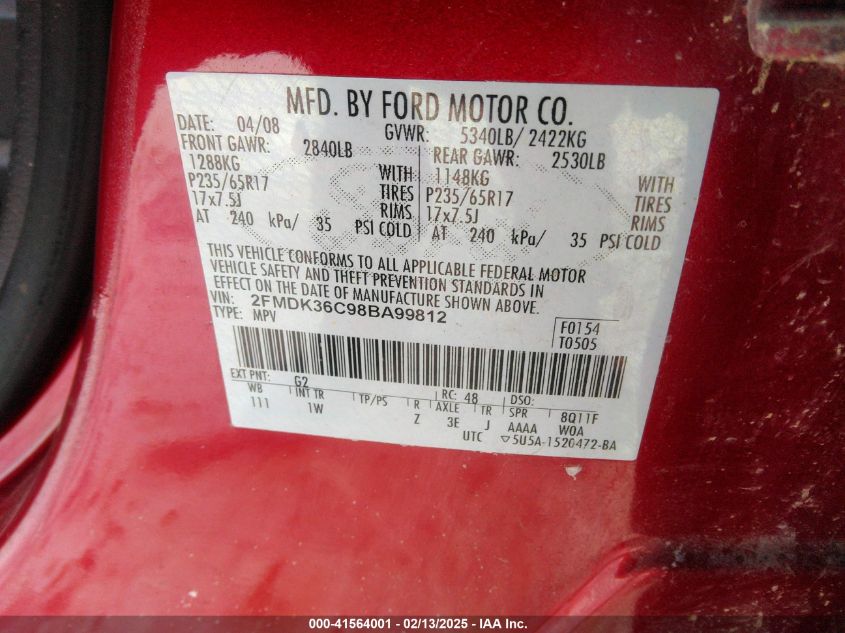 MFD. BY FORD MOTOR CO.
DATE: 04/08 GVWR: 5340LB/ 2422KG
FRONT GAWR: 2840LB REAR GAWR: 2530LB
1288KG WITH 1148KG WITH
P235/65R17 TIRES P235/65R17 TIRES
17x7.5J RIMS 17x7.5J RIMS
AT 240 kPa/ 35 PSI COLD AT 240 kPa/ 35 PSI COLD
THIS VEHICLE CONFORMS TO ALL APPLICABLE FEDERAL MOTOR
VEHICLE SAFETY AND THEFT PREVENTION STANDARDS IN
EFFECT ON THE DATE OF MANUFACTURE SHOWN ABOVE.
VIN: 2FMDK36C98BA99812
TYPE: MPV
F0154
T0505
EXT PNT: G2 RC: 48 DSO:
WB INT TR TP/PS R AXLE TR SPR 8Q11F
111 1W Z 3E J AAAA WOA
UTC ▽5U5A-1520472-BA
000-41564001 - 02/13/2025 - IAA Inc.